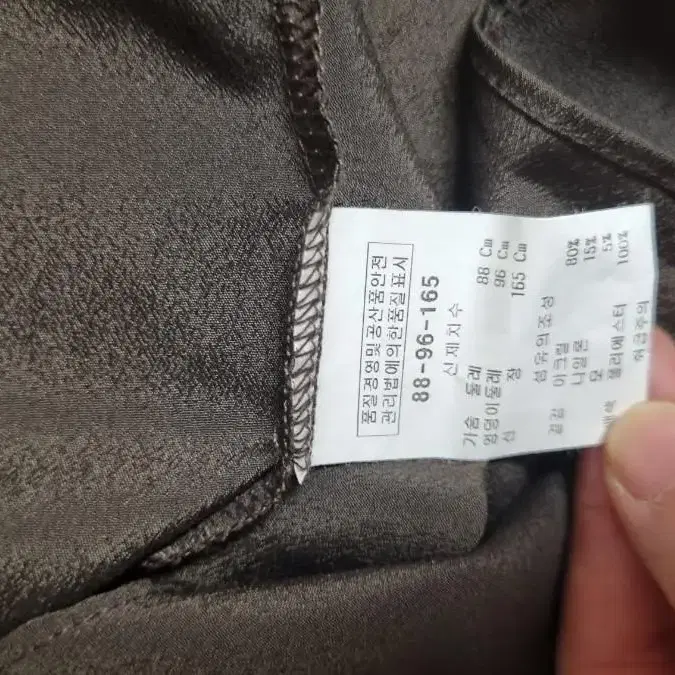 품질경영및공산품안전
관리법에의한품질표시
88-96-165
신체치수
가슴 둘레 88 Cm
엉덩이둘레 96 Cm
신 장 165 Cm
섬유의조성
겉감 아크릴 80%
나일론 15%
모 5%
폴리에스터 100%
취급주의